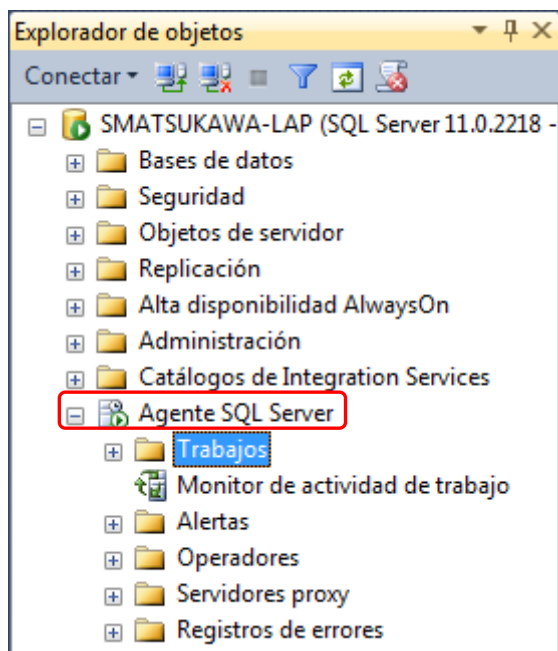 Explorador de objetos
Conectar
SMATSUKAWA-LAP (SQL Server 11.0.2218 -
Bases de datos
Seguridad
Objetos de servidor
Replicación
Alta disponibilidad AlwaysOn
Administración
Catálogos de Integration Services
Agente SQL Server
Trabajos
Monitor de actividad de trabajo
Alertas
Operadores
Servidores proxy
Registros de errores